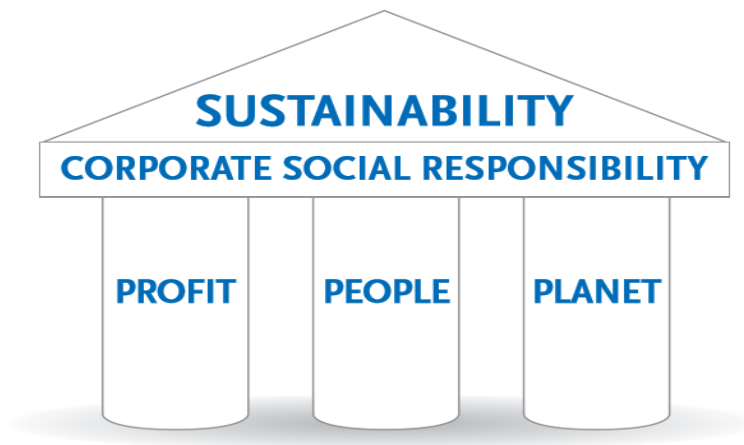 SUSTAINABILITY
CORPORATE SOCIAL RESPONSIBILITY
PROFIT PEOPLE PLANET